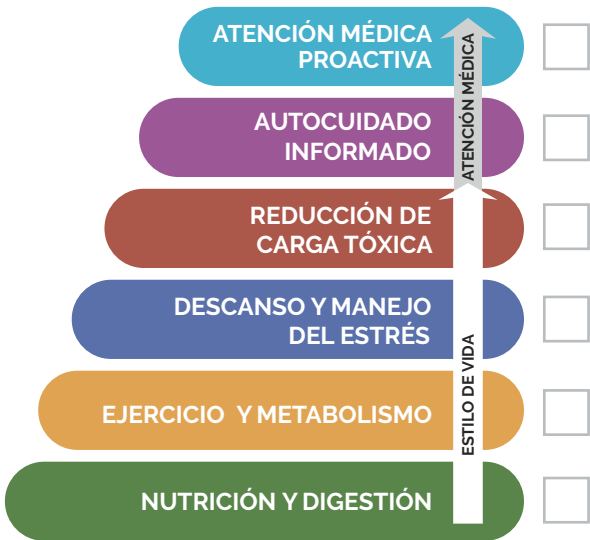 ATENCIÓN MÉDICA
PROACTIVA
AUTOCUIDADO
INFORMADO
ATENCIÓN MÉDICA
REDUCCIÓN DE
CARGA TÓXICA
DESCANSO Y MANEJO
DEL ESTRÉS
EJERCICIO Y METABOLISMO
ESTILO DE VIDA
NUTRICIÓN Y DIGESTIÓN